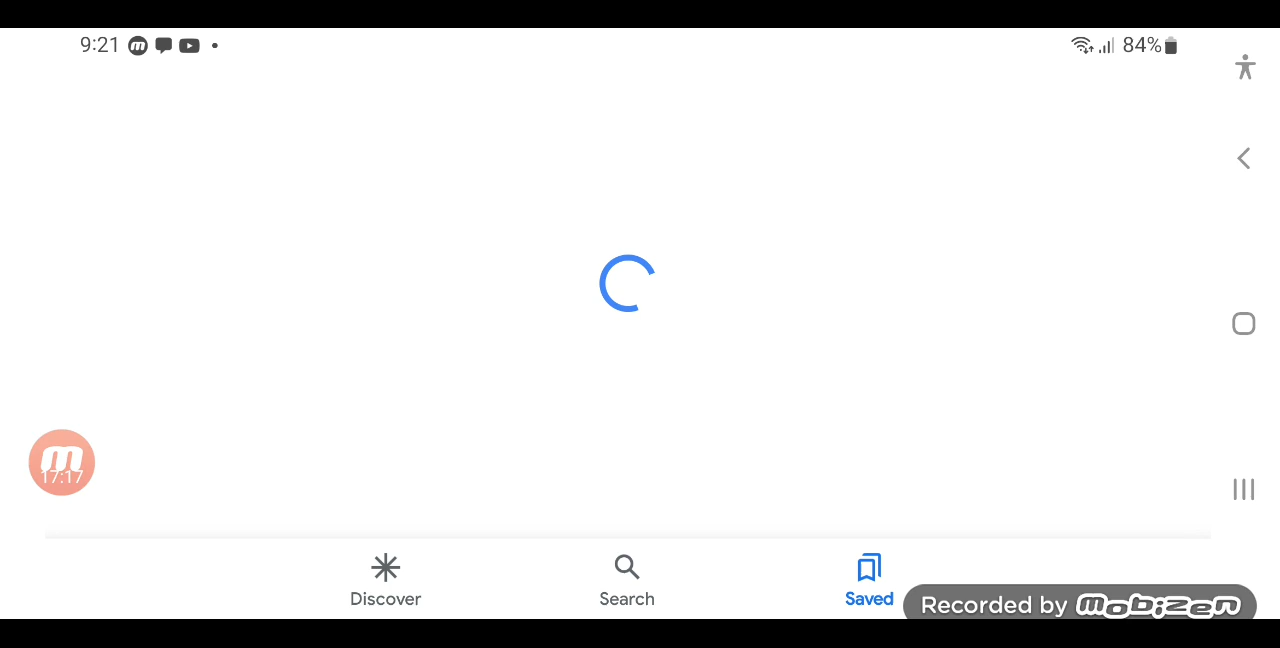 9:21
84%
m
17:17
Discover
Search
Saved
Recorded by mobizen